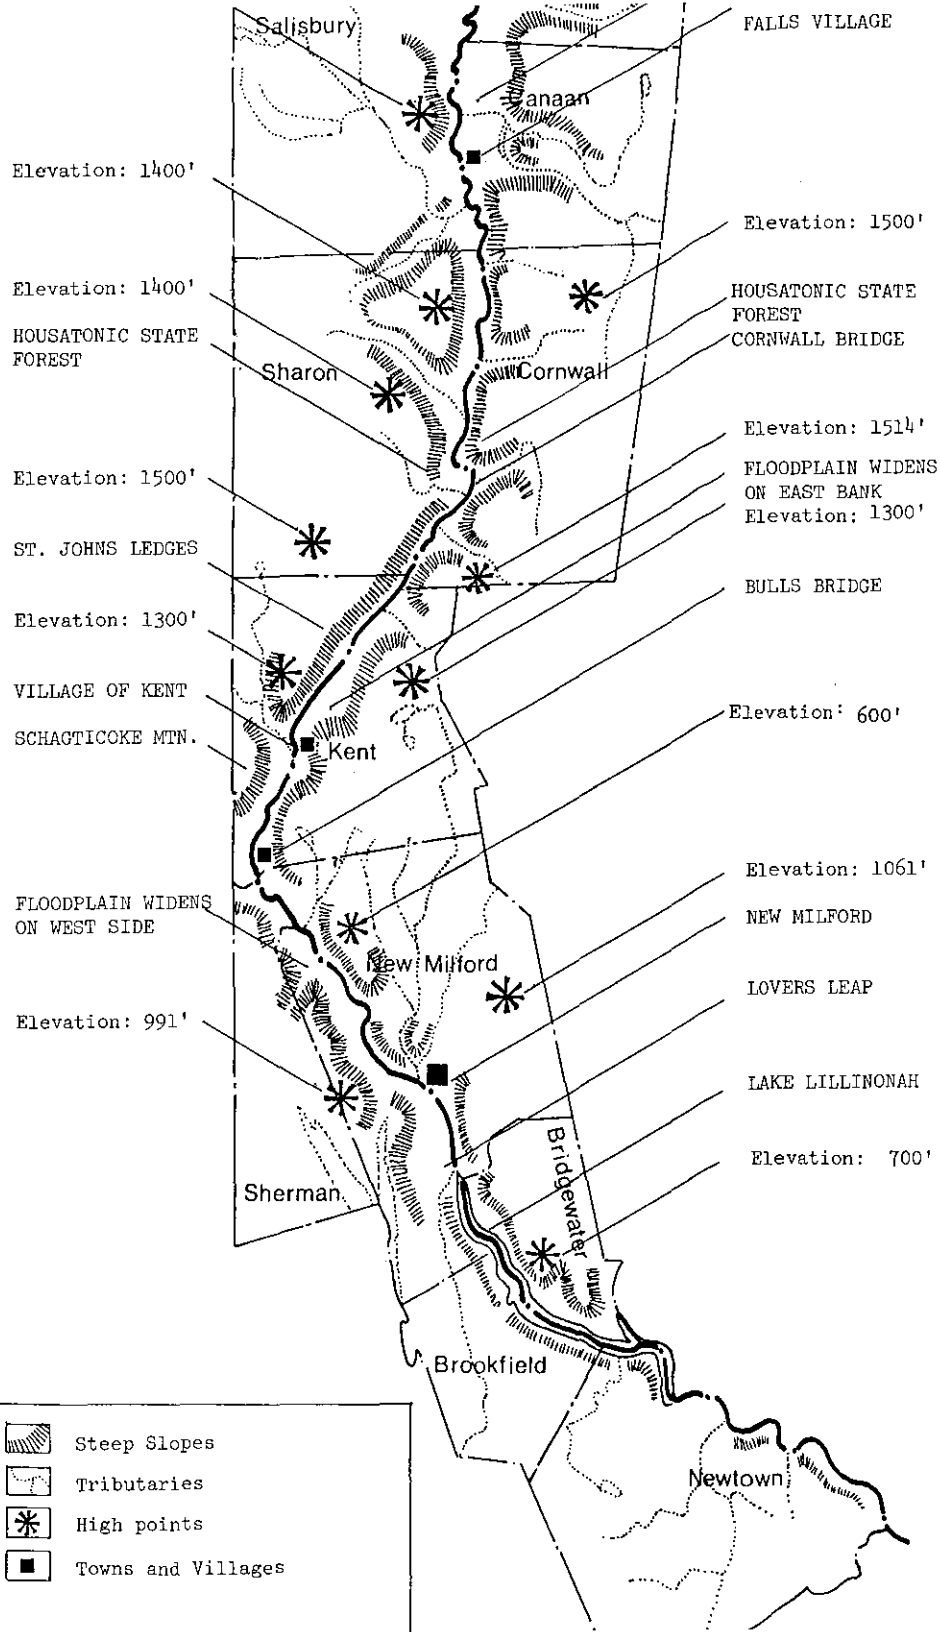 Salisbury
FALLS VILLAGE
Canaan
Elevation: 1400'
Elevation: 1500'
Elevation: 1400'
HOUSATONIC STATE
FOREST
HOUSATONIC STATE
FOREST
CORNWALL BRIDGE
Sharon
Cornwall
Elevation: 1514'
Elevation: 1500'
FLOODPLAIN WIDENS
ON EAST BANK
Elevation: 1300'
ST. JOHNS LEDGES
BULLS BRIDGE
Elevation: 1300'
VILLAGE OF KENT
Elevation: 600'
SCHAGTICOKE MTN.
Kent
Elevation: 1061'
FLOODPLAIN WIDENS
ON WEST SIDE
NEW MILFORD
New Milford
LOVERS LEAP
Elevation: 991'
LAKE LILLINONAH
Bridgewater
Elevation: 700'
Sherman
Brookfield
Newtown
Steep Slopes
Tributaries
High points
Towns and Villages